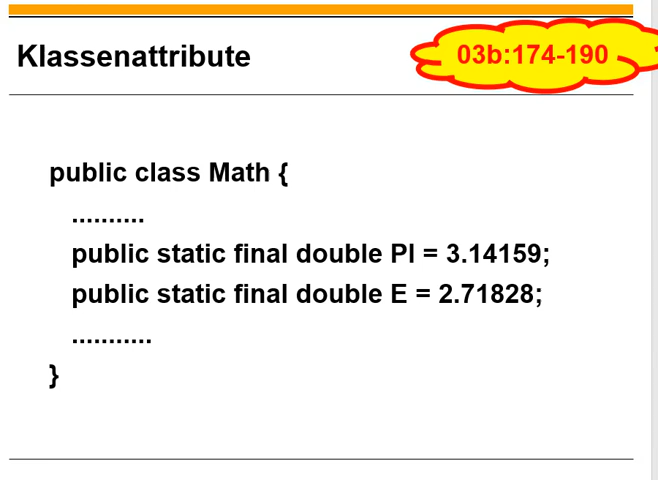 Klassenattribute
03b:174-190
public class Math {
..........
public static final double PI = 3.14159;
public static final double E = 2.71828;
...........
}